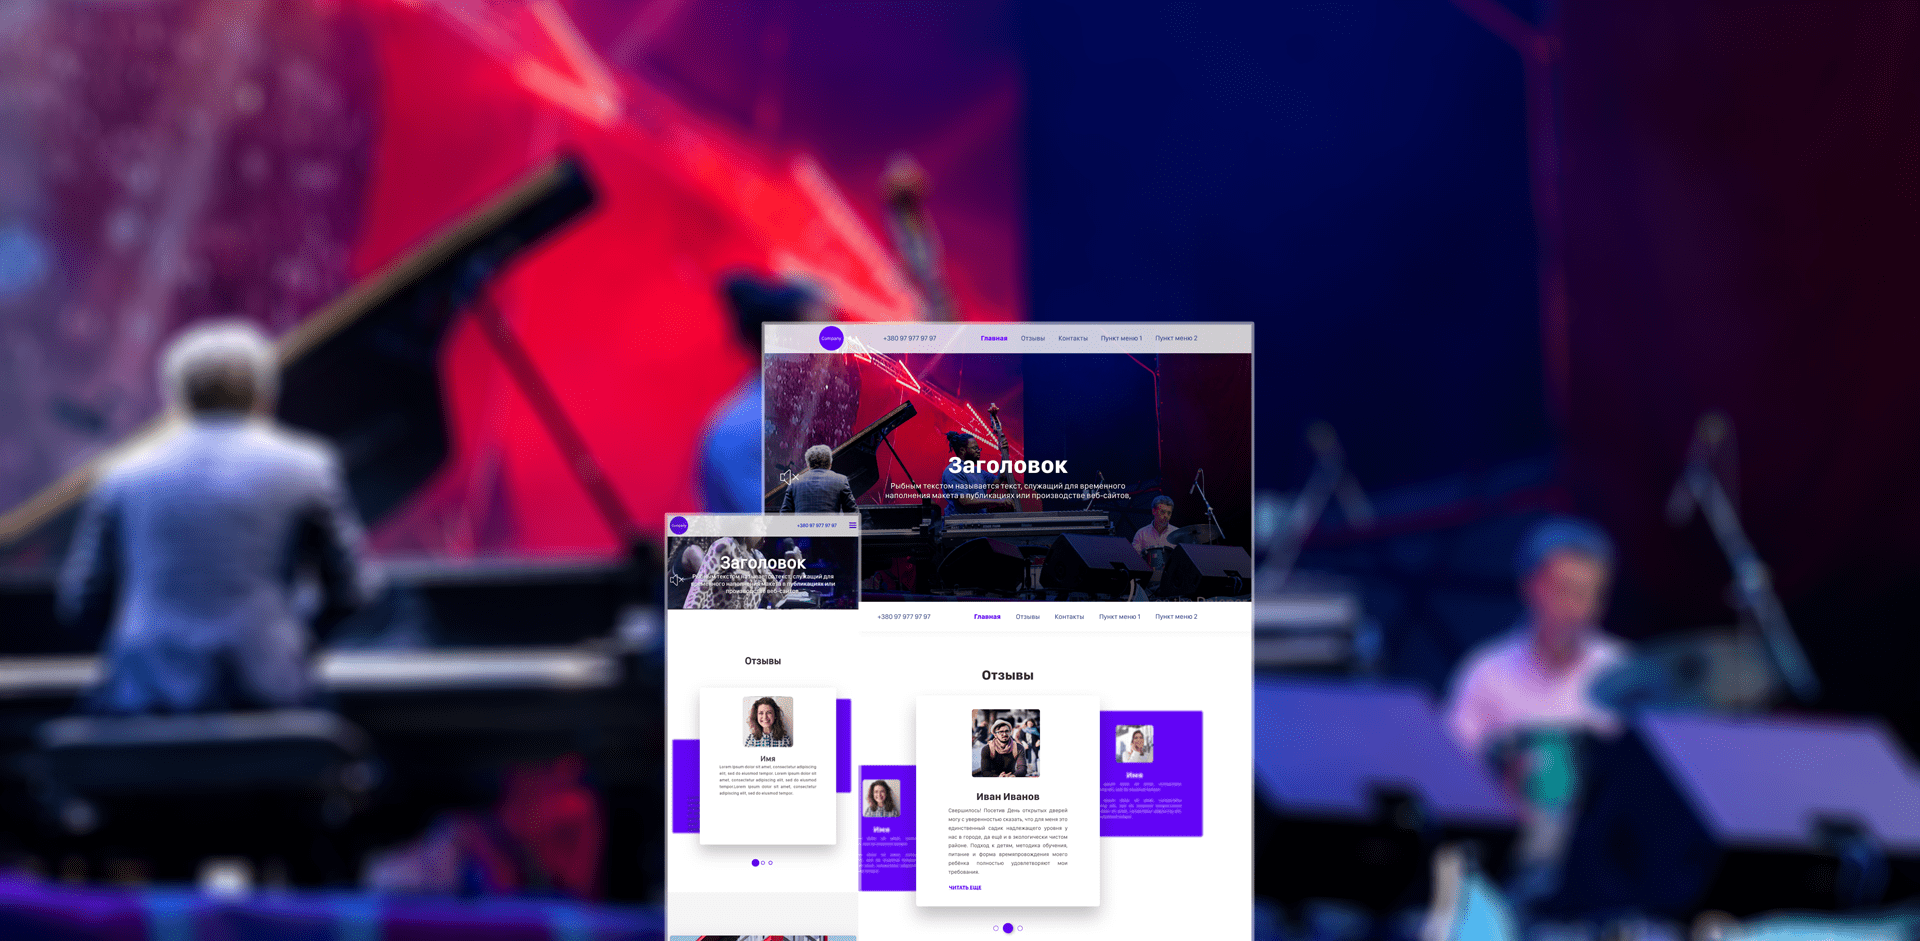 Company
+380 97 977 97 97
Главная
Отзывы
Контакты
Пункт меню 1
Пункт меню 2
Заголовок
Рыбным текстом называется текст, служащий для временного
наполнения макета в публикациях или производстве веб-сайтов,
+380 97 977 97 97
Главная
Отзывы
Контакты
Пункт меню 1
Пункт меню 2
Отзывы
Иван Иванов
Свершилось! Посетив День открытых дверей
могу с уверенностью сказать, что для меня это
единственный садик надлежащего уровня у
нас в городе, да ещё и в экологически чистом
районе. Подход к детям, методика обучения,
питание и форма времяпровождения моего
ребёнка полностью удовлетворяют мои
требования.
ЧИТАТЬ ЕЩЕ
Имя
Имя
Company
+380 97 977 97 97
Заголовок
Рыбным текстом называется текст, служащий для
временного наполнения макета в публикациях или
производстве веб-сайтов
Отзывы
Имя
Lorem ipsum dolor sit amet, consectetur adipiscing
elit, sed do eiusmod tempor. Lorem ipsum dolor sit
amet, consectetur adipiscing elit, sed do eiusmod
tempor.Lorem ipsum dolor sit amet, consectetur
adipiscing elit, sed do eiusmod tempor.